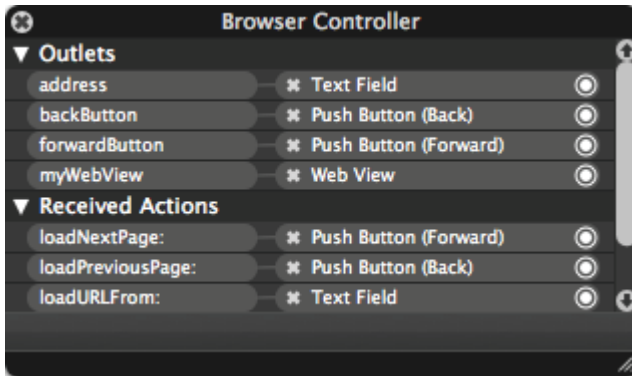 Browser Controller
Outlets
address Text Field
backButton Push Button (Back)
forwardButton Push Button (Forward)
myWebView Web View
Received Actions
loadNextPage: Push Button (Forward)
loadPreviousPage: Push Button (Back)
loadURLFrom: Text Field